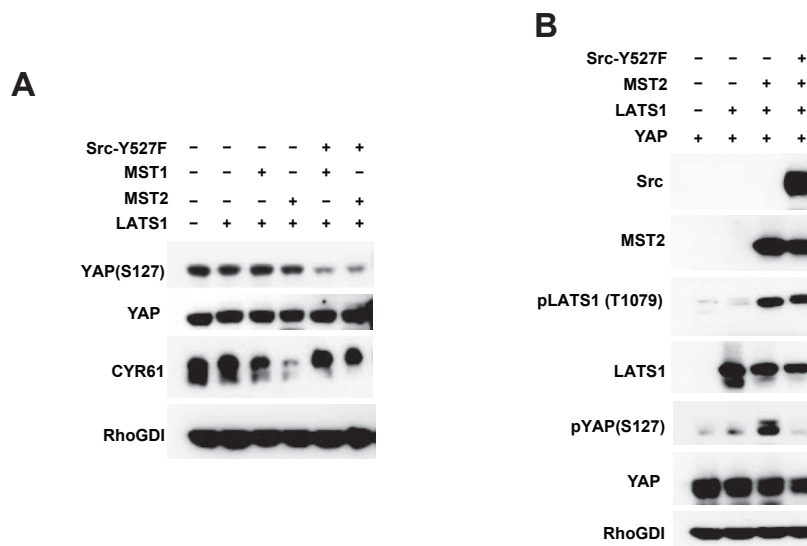 A
Src-Y527F – – – – + +
MST1 – – + – + –
MST2 – – – + – +
LATS1 – + + + + +
YAP(S127)
YAP
CYR61
RhoGDI
B
Src-Y527F – – – +
MST2 – – + +
LATS1 – + + +
YAP + + + +
Src
MST2
pLATS1 (T1079)
LATS1
pYAP(S127)
YAP
RhoGDI